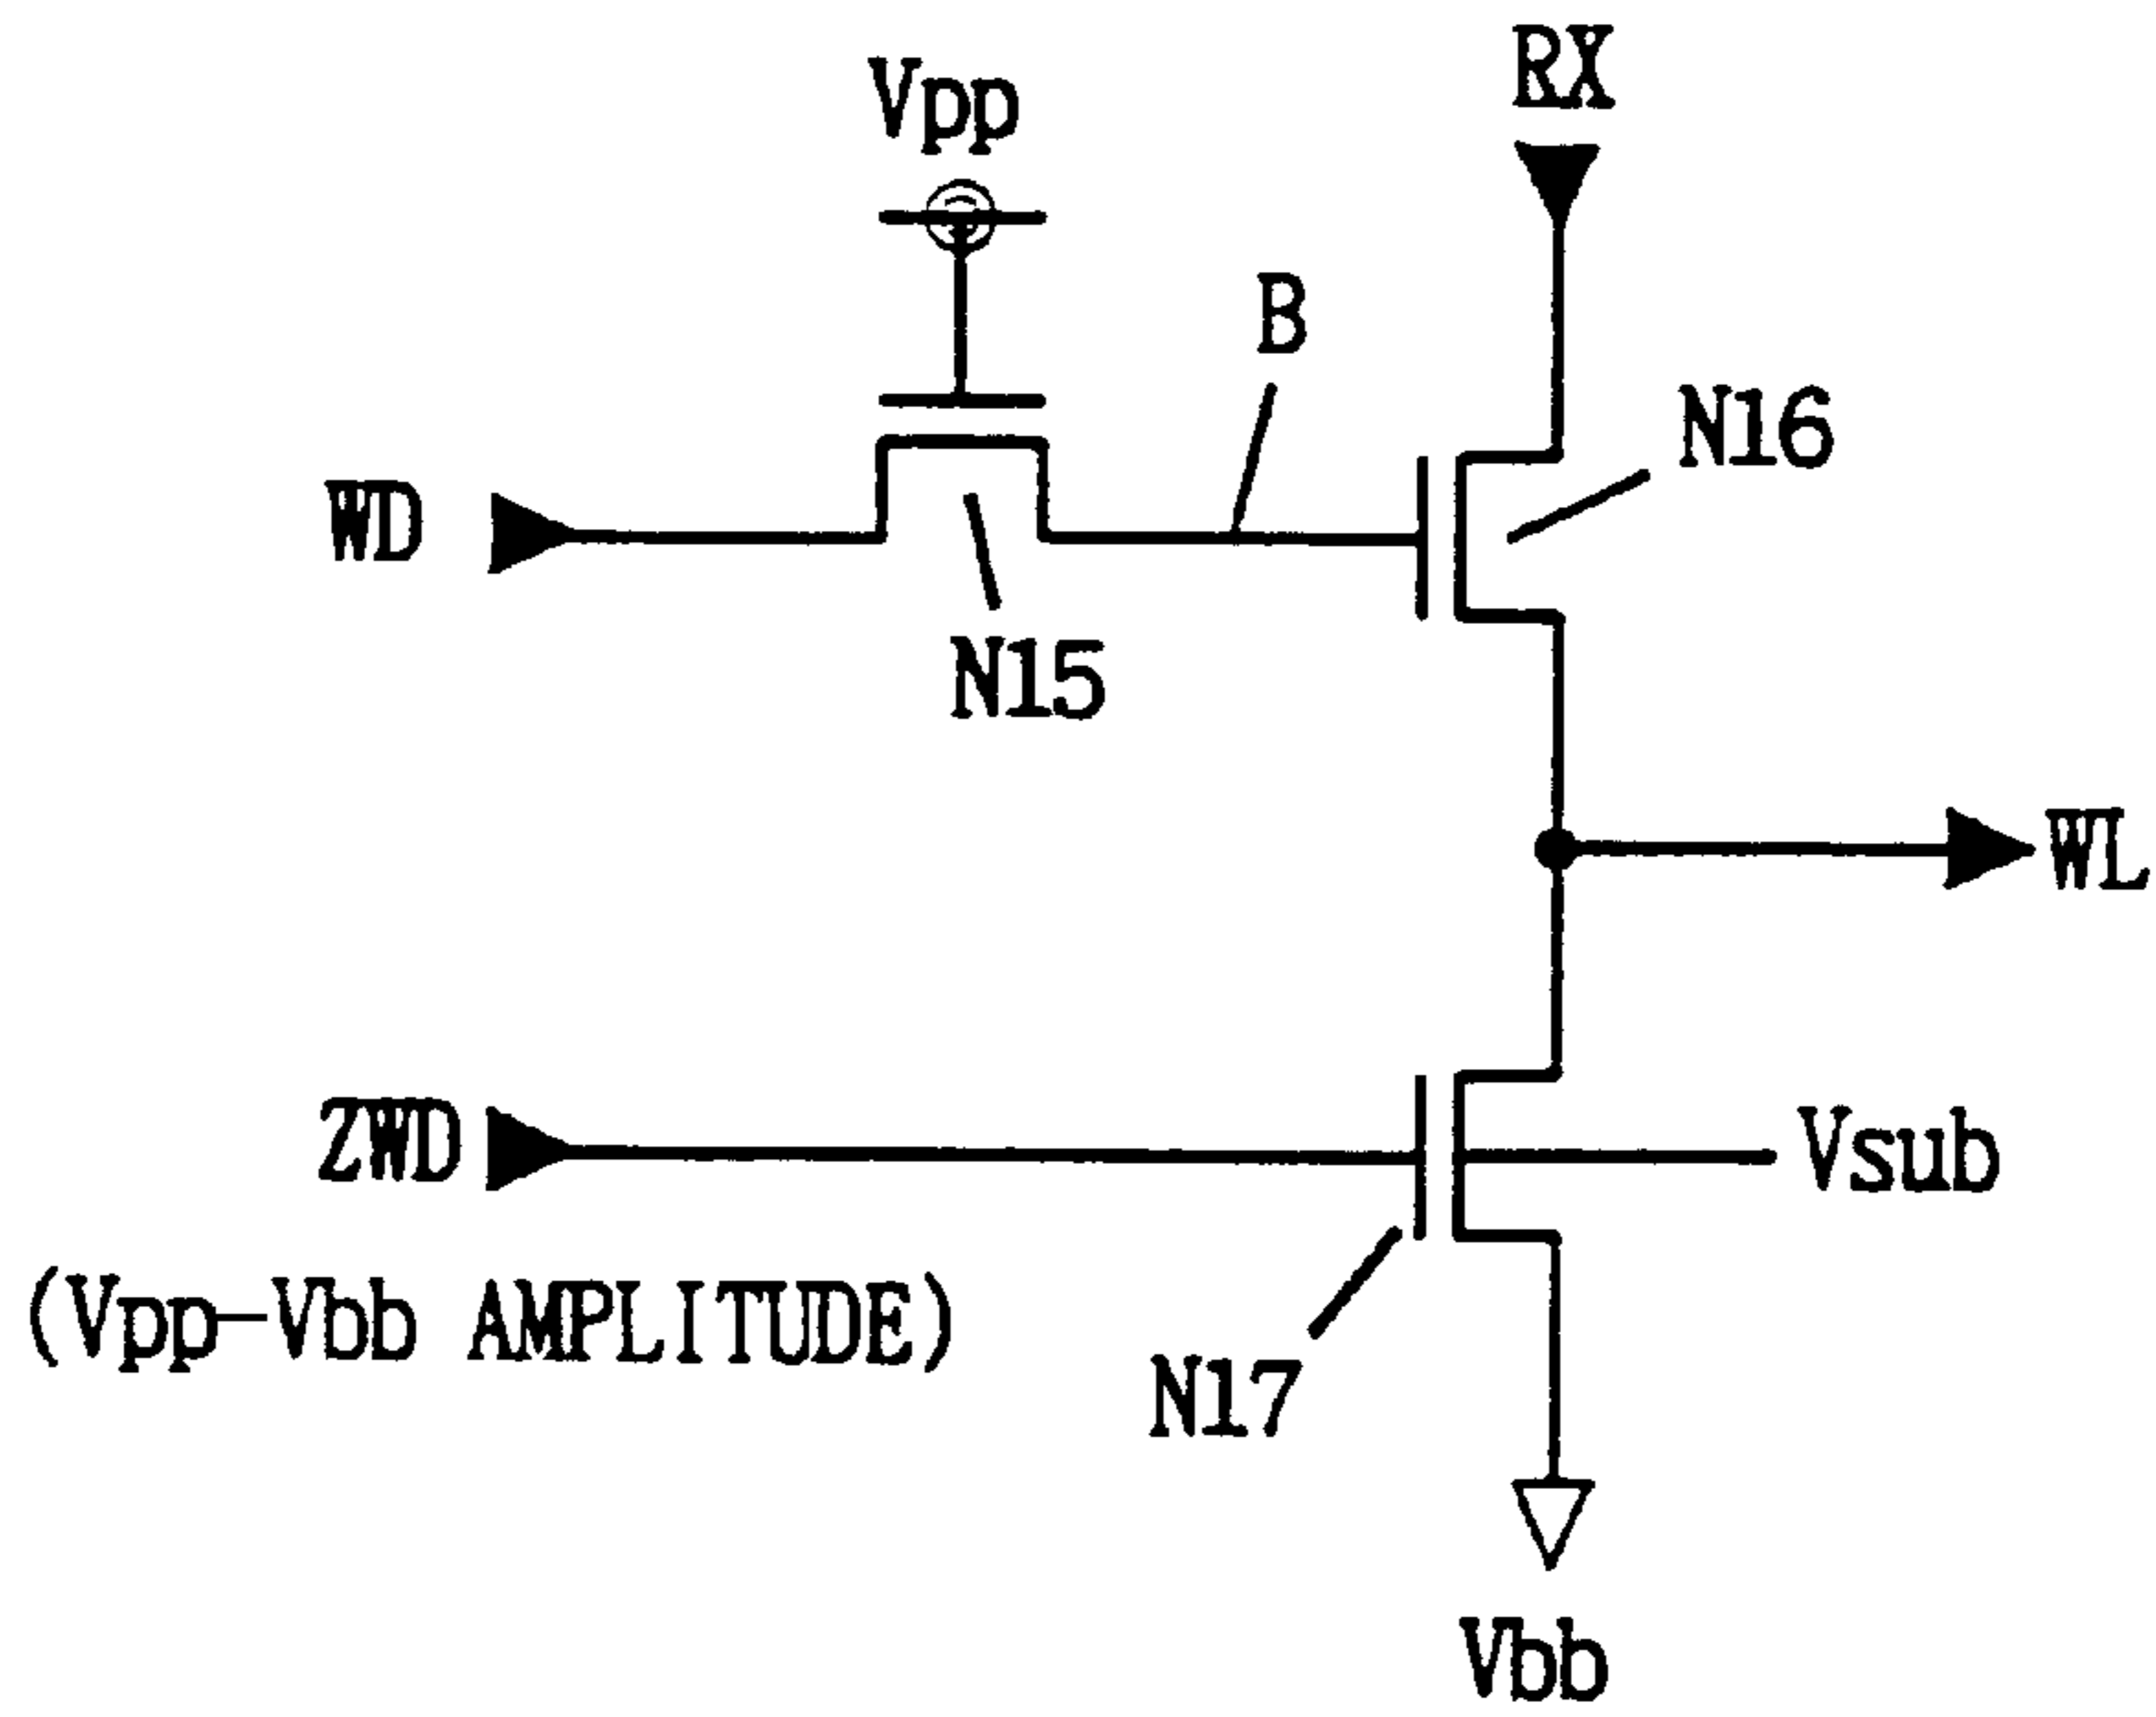 RX
Vpp
B
N16
WD
N15
WL
ZWD
Vsub
(Vpp-Vbb AMPLITUDE)
N17
Vbb